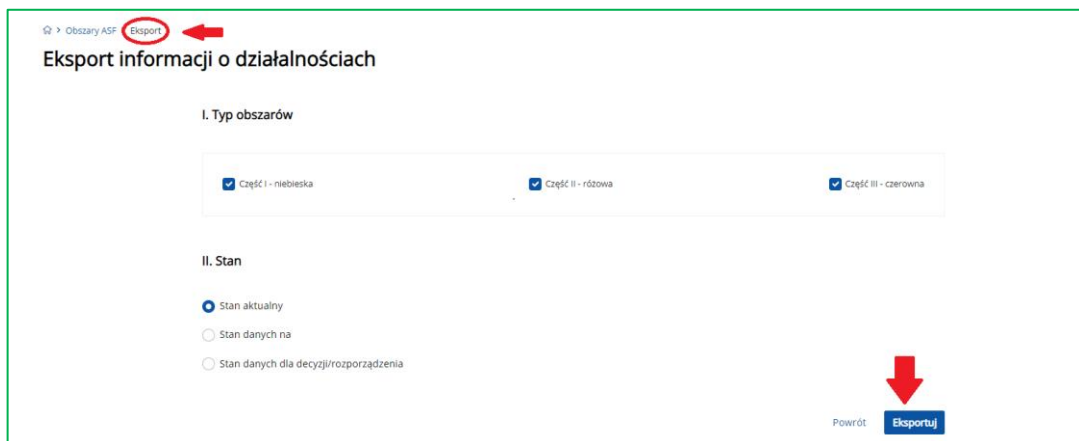 Obszary ASF Eksport
Eksport informacji o działalnościach
I. Typ obszarów
Część I - niebieska Część II - różowa Część III - czerowna
II. Stan
Stan aktualny
Stan danych na
Stan danych dla decyzji/rozporządzenia
Powrót Eksportuj